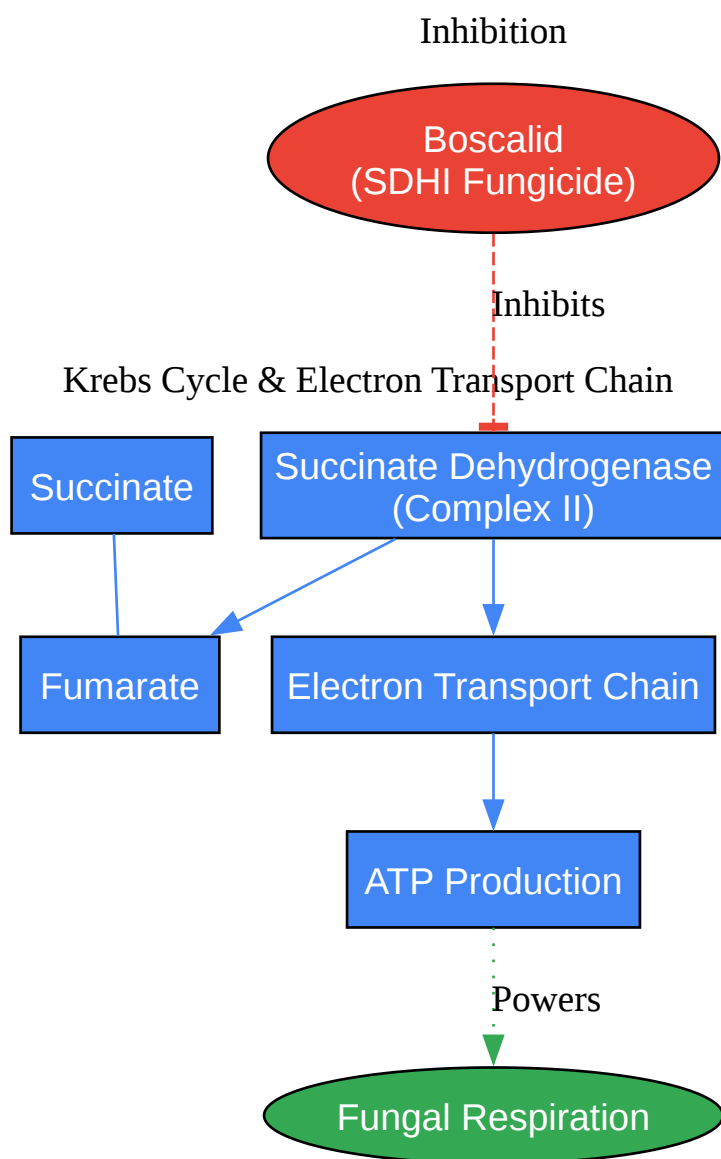 Inhibition
Boscalid
(SDHI Fungicide)
Inhibits
Krebs Cycle & Electron Transport Chain
Succinate
Succinate Dehydrogenase
(Complex II)
Fumarate
Electron Transport Chain
ATP Production
Powers
Fungal Respiration